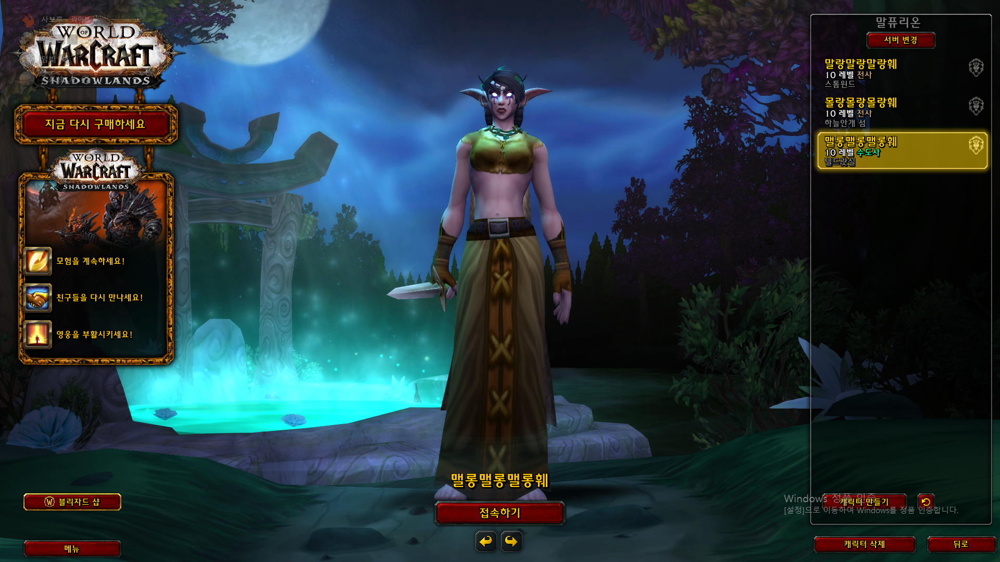 사보루 라이브
WORLD OF WARCRAFT
SHADOWLANDS
지금 다시 구매하세요
WORLD OF WARCRAFT
SHADOWLANDS
모험을 계속하세요!
친구들을 다시 만나세요!
영웅을 부활시키세요!
블리자드 샵
메뉴
맬롱맬롱맬롱훼
접속하기
말퓨리온
서버 변경
말랑말랑말랑훼
10 레벨 전사
스톰윈드
몰랑몰랑몰랑훼
10 레벨 전사
하늘안개 섬
맬롱맬롱맬롱훼
10 레벨 수도사
텔드랏실
캐릭터 만들기
Windows 정품 인증
[설정]으로 이동하여 Windows를 정품 인증합니다.
캐릭터 삭제
뒤로